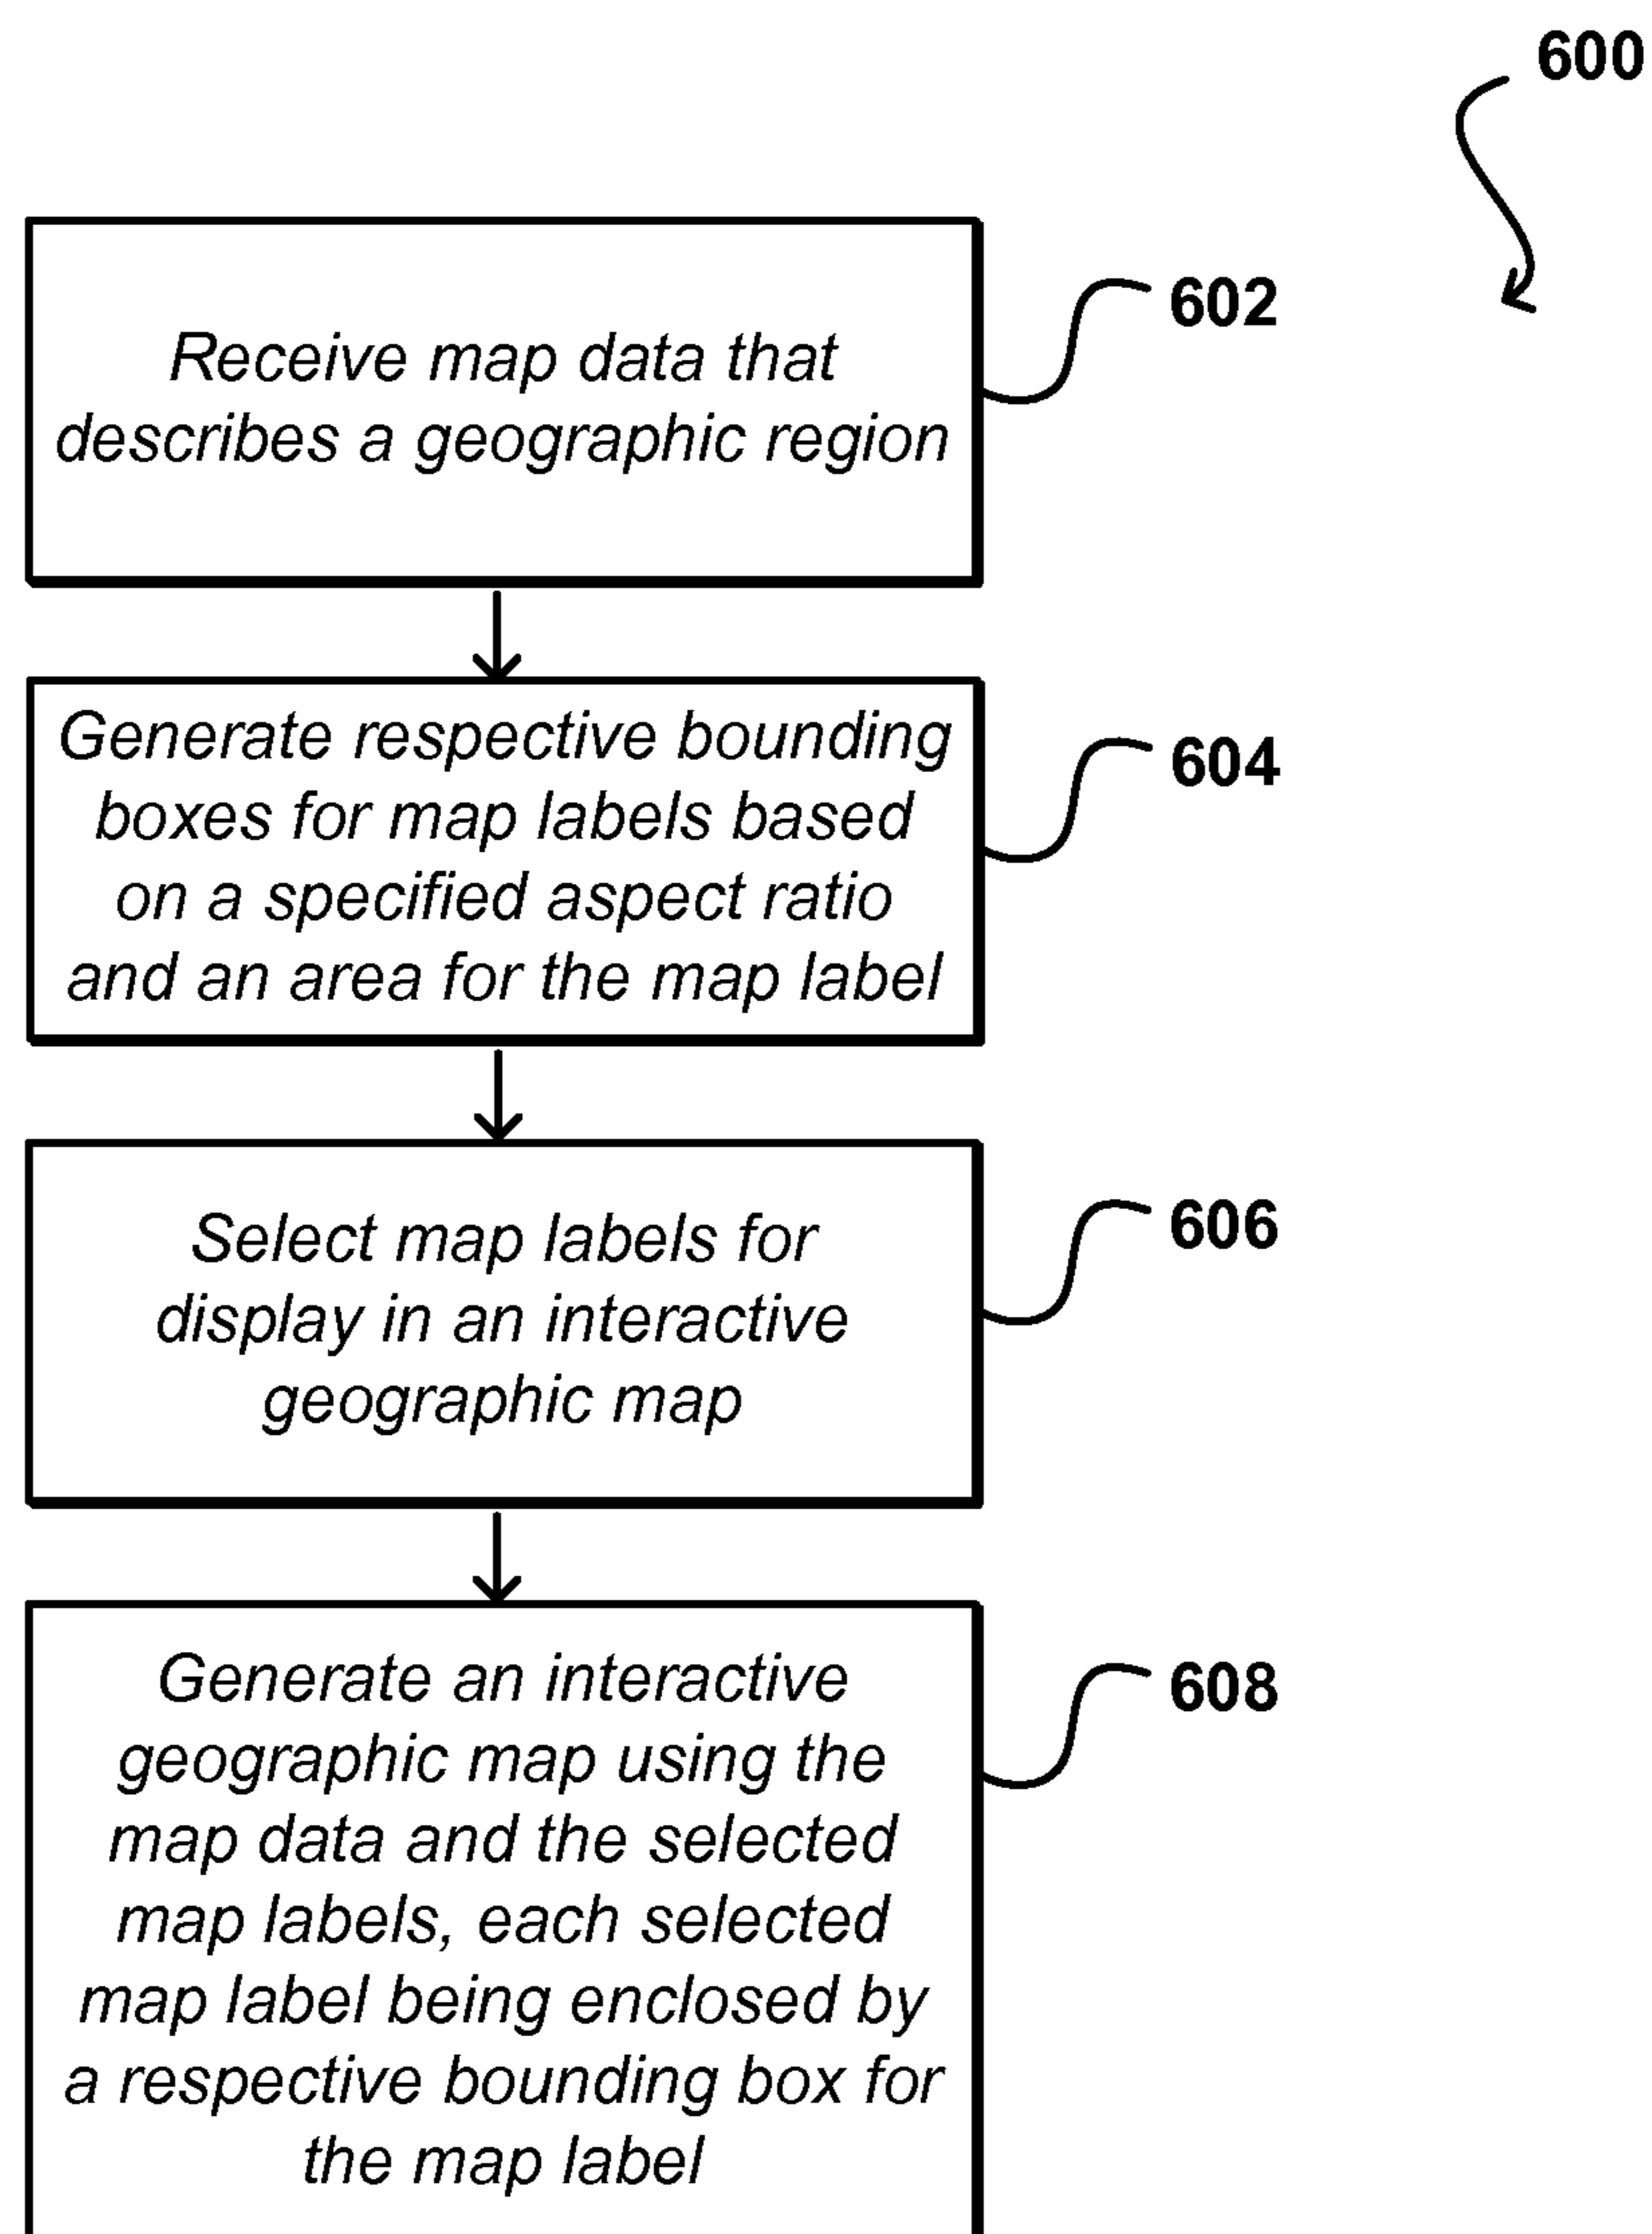 600
602
Receive map data that
describes a geographic region
604
Generate respective bounding
boxes for map labels based
on a specified aspect ratio
and an area for the map label
606
Select map labels for
display in an interactive
geographic map
608
Generate an interactive
geographic map using the
map data and the selected
map labels, each selected
map label being enclosed by
a respective bounding box for
the map label